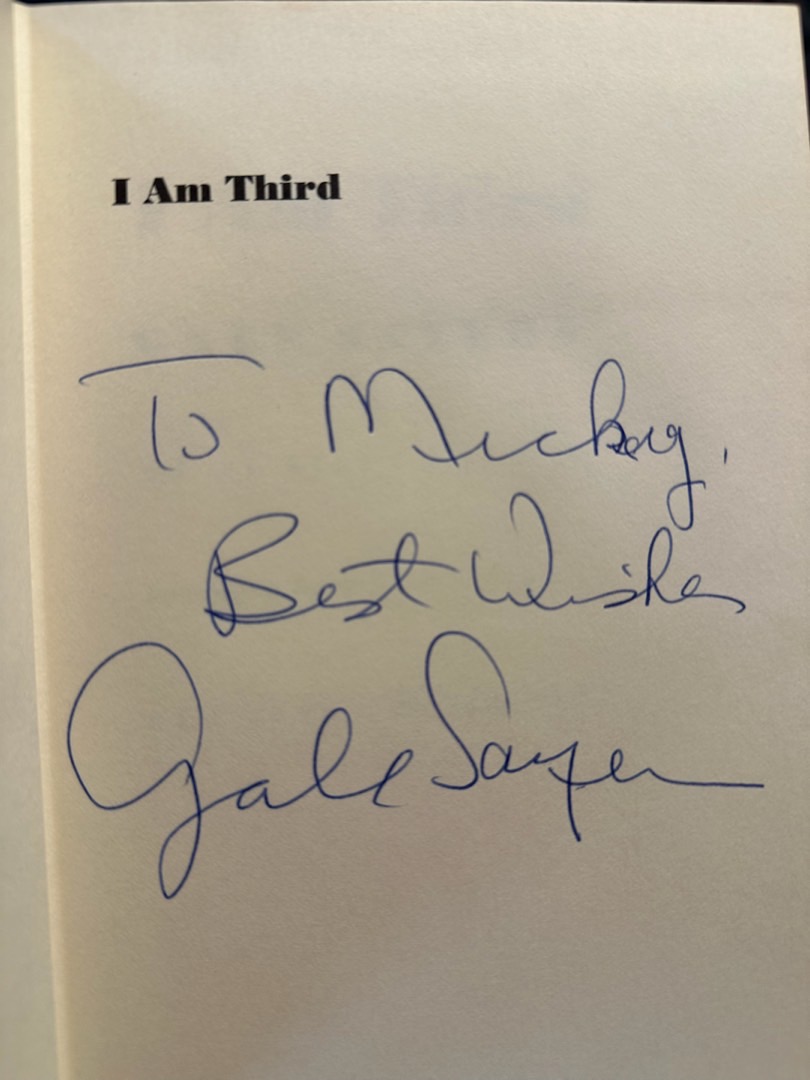 I Am Third
To Mickey,
Best Wishes
Gale Sayers